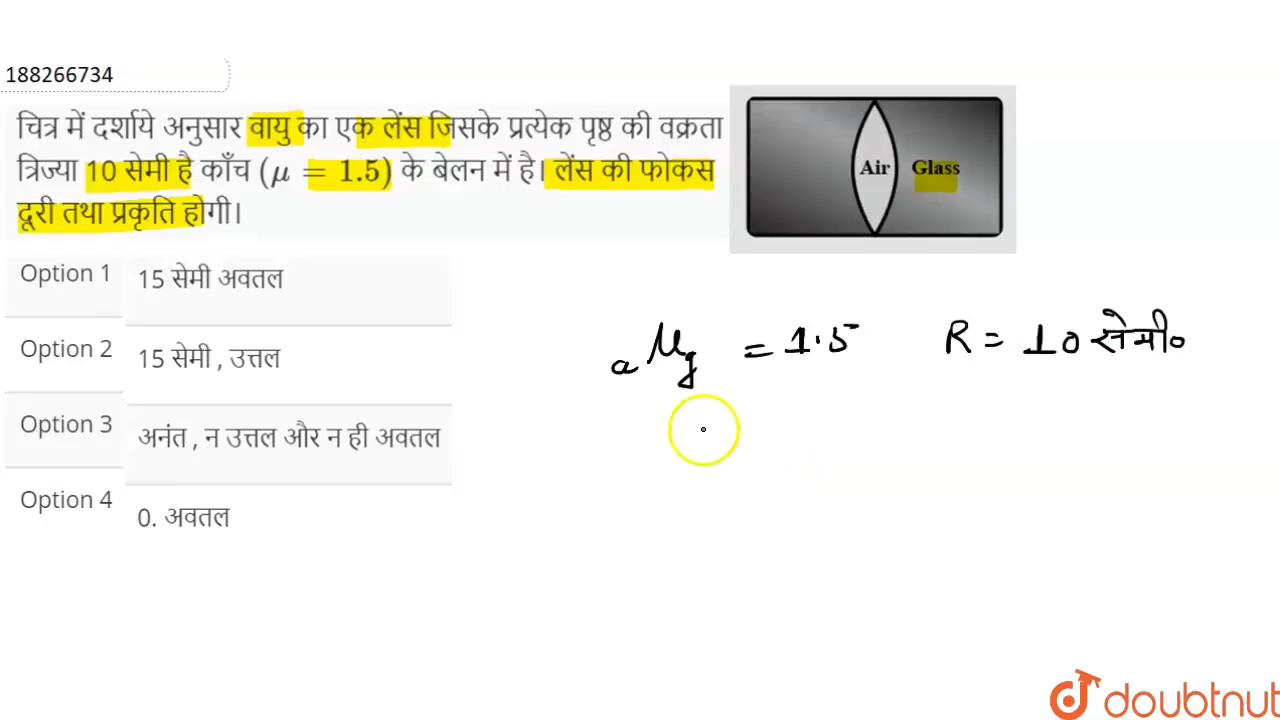 188266734
चित्र में दर्शाये अनुसार वायु का एक लेंस जिसके प्रत्येक पृष्ठ की वक्रता
त्रिज्या 10 सेमी है काँच (μ = 1.5) के बेलन में है। लेंस की फोकस
दूरी तथा प्रकृति होगी।
Air Glass
Option 1 15 सेमी अवतल
Option 2 15 सेमी , उत्तल
Option 3 अनंत , न उत्तल और न ही अवतल
Option 4 0. अवतल
aμg = 1.5 R = 10 सेमी०
doubtnut